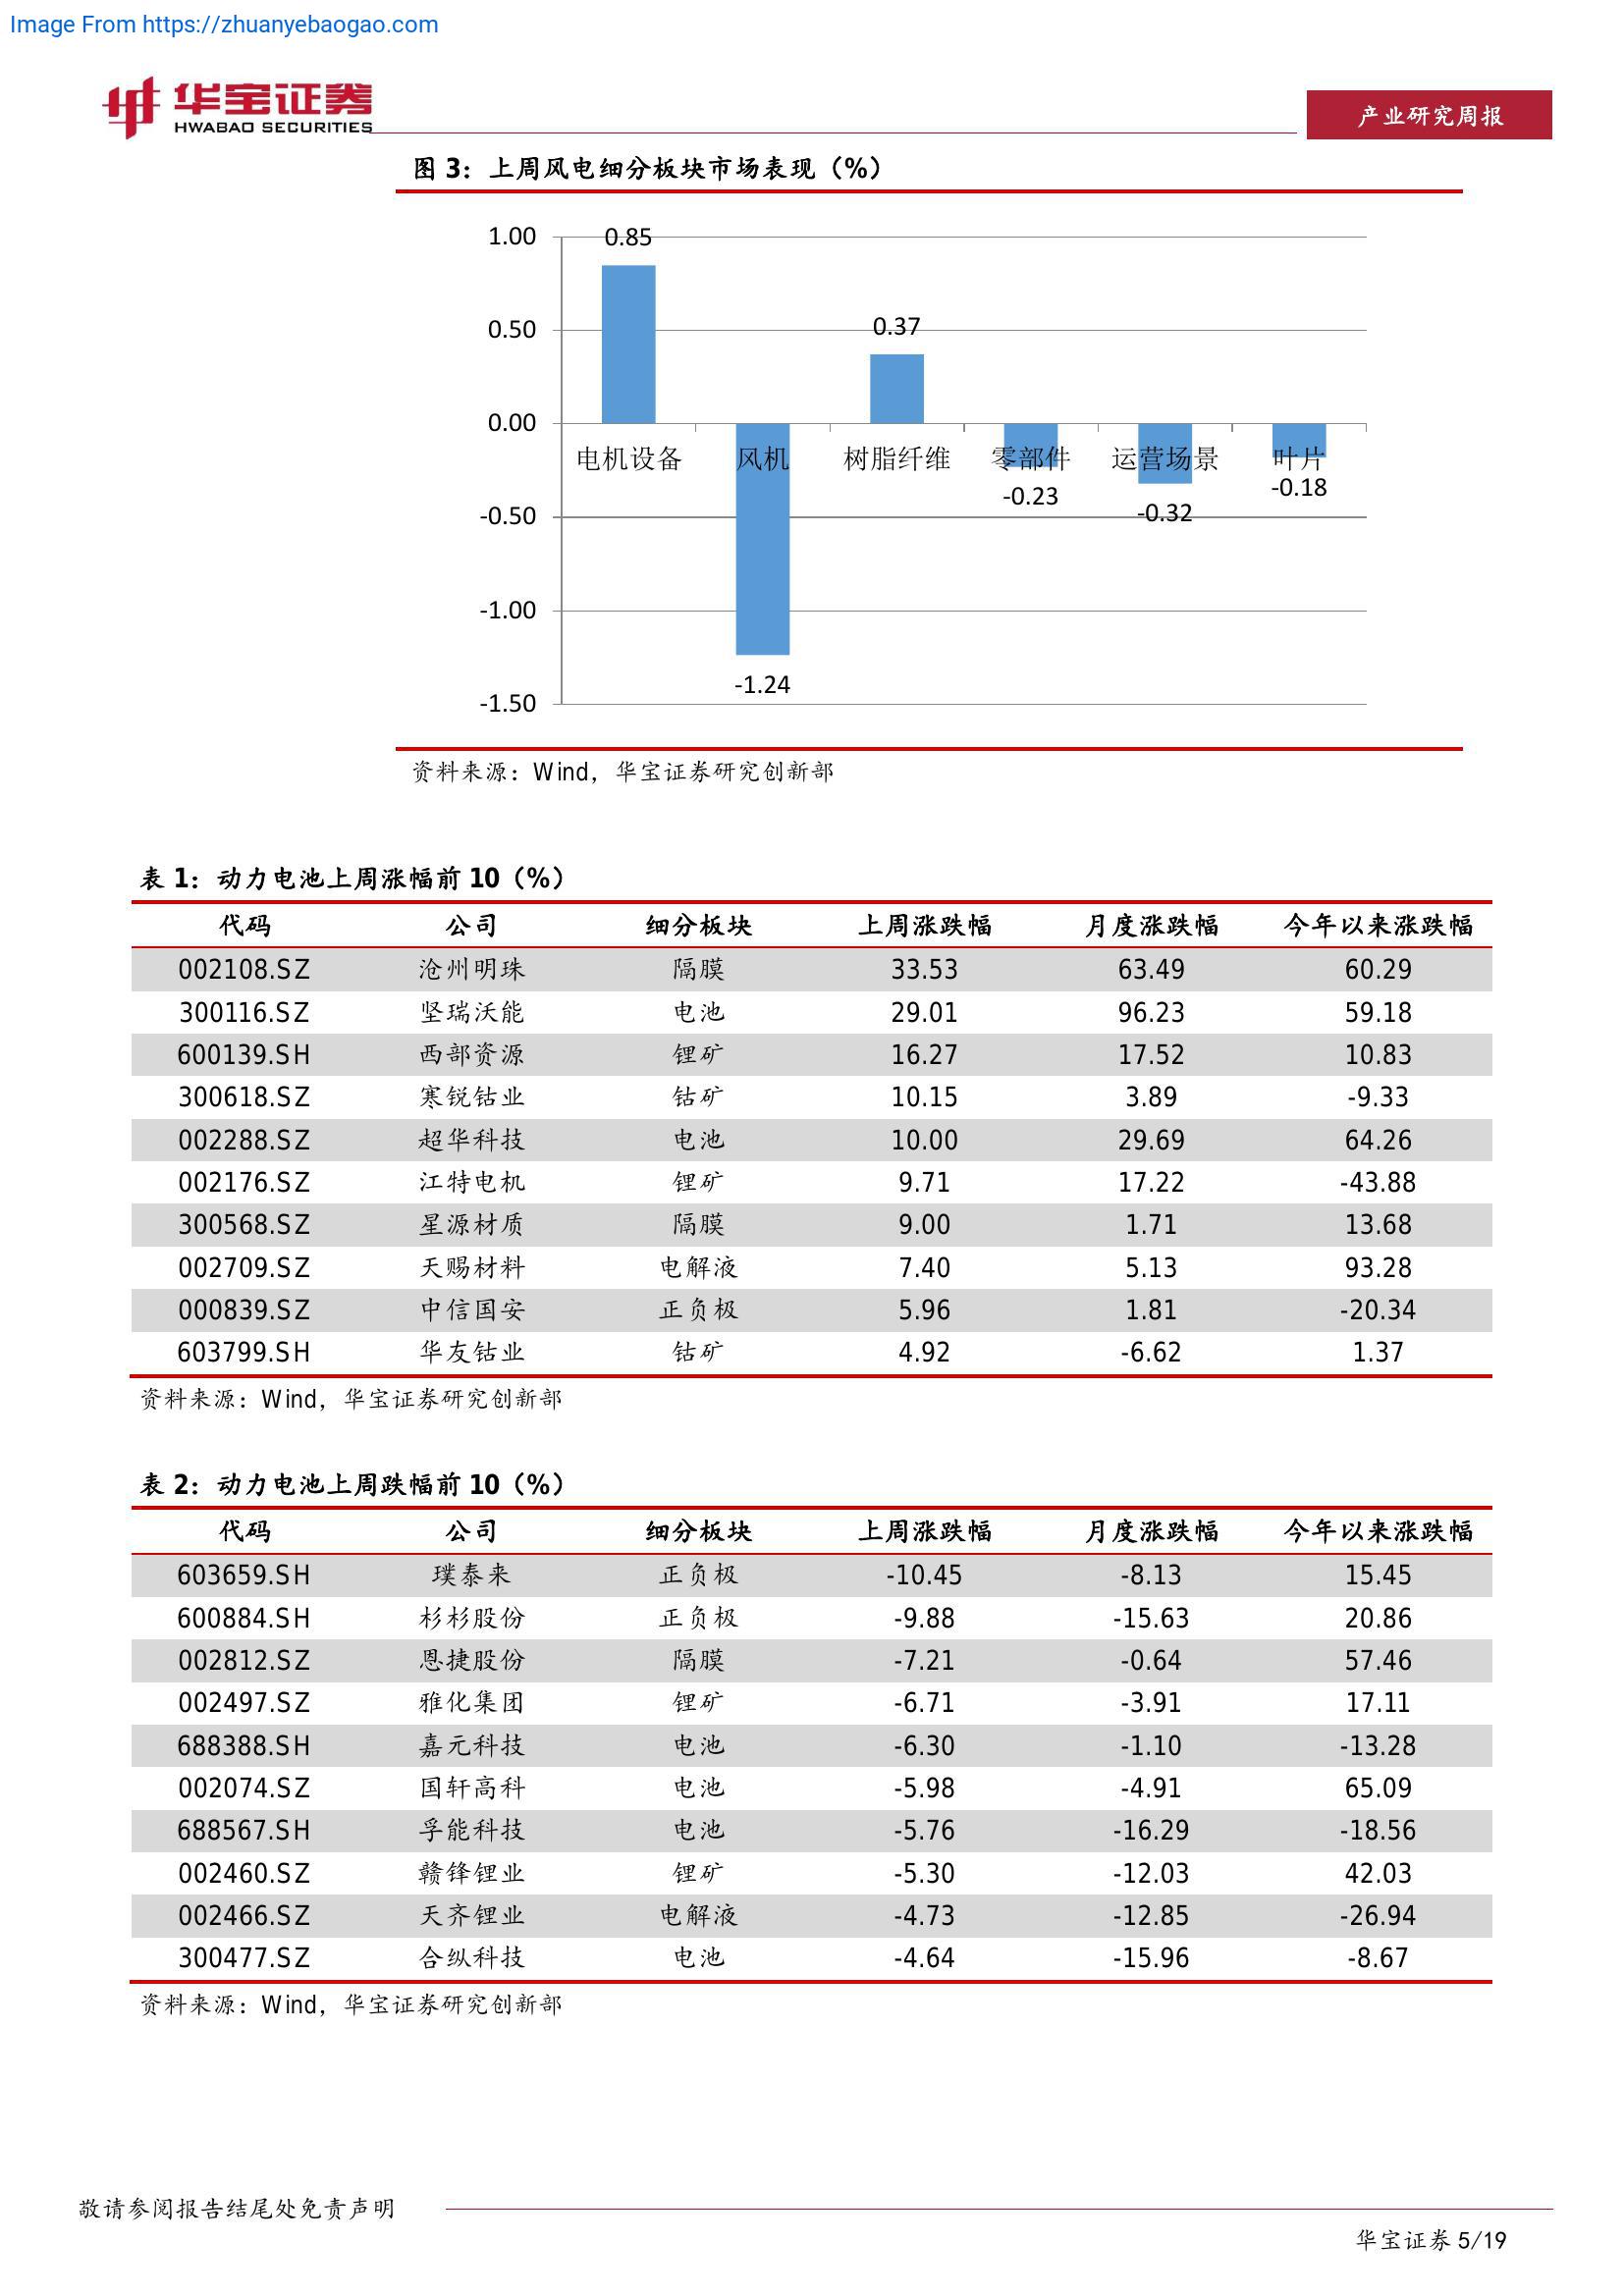 Image From https://zhuanyebaogao.com
华宝证券
HWABAO SECURITIES
产业研究周报
图 3：上周风电细分板块市场表现（%）
1.00
0.50
0.00
-0.50
-1.00
-1.50
0.85
-1.24
0.37
-0.23
-0.32
-0.18
电机设备 风机 树脂纤维 零部件 运营场景 叶片
资料来源：Wind，华宝证券研究创新部
表 1：动力电池上周涨幅前 10（%）
代码 公司 细分板块 上周涨跌幅 月度涨跌幅 今年以来涨跌幅
002108.SZ 沧州明珠 隔膜 33.53 63.49 60.29
300116.SZ 坚瑞沃能 电池 29.01 96.23 59.18
600139.SH 西部资源 锂矿 16.27 17.52 10.83
300618.SZ 寒锐钴业 钴矿 10.15 3.89 -9.33
002288.SZ 超华科技 电池 10.00 29.69 64.26
002176.SZ 江特电机 锂矿 9.71 17.22 -43.88
300568.SZ 星源材质 隔膜 9.00 1.71 13.68
002709.SZ 天赐材料 电解液 7.40 5.13 93.28
000839.SZ 中信国安 正负极 5.96 1.81 -20.34
603799.SH 华友钴业 钴矿 4.92 -6.62 1.37
资料来源：Wind，华宝证券研究创新部
表 2：动力电池上周跌幅前 10（%）
代码 公司 细分板块 上周涨跌幅 月度涨跌幅 今年以来涨跌幅
603659.SH 璞泰来 正负极 -10.45 -8.13 15.45
600884.SH 杉杉股份 正负极 -9.88 -15.63 20.86
002812.SZ 恩捷股份 隔膜 -7.21 -0.64 57.46
002497.SZ 雅化集团 锂矿 -6.71 -3.91 17.11
688388.SH 嘉元科技 电池 -6.30 -1.10 -13.28
002074.SZ 国轩高科 电池 -5.98 -4.91 65.09
688567.SH 孚能科技 电池 -5.76 -16.29 -18.56
002460.SZ 赣锋锂业 锂矿 -5.30 -12.03 42.03
002466.SZ 天齐锂业 电解液 -4.73 -12.85 -26.94
300477.SZ 合纵科技 电池 -4.64 -15.96 -8.67
资料来源：Wind，华宝证券研究创新部
敬请参阅报告结尾处免责声明
华宝证券 5/19